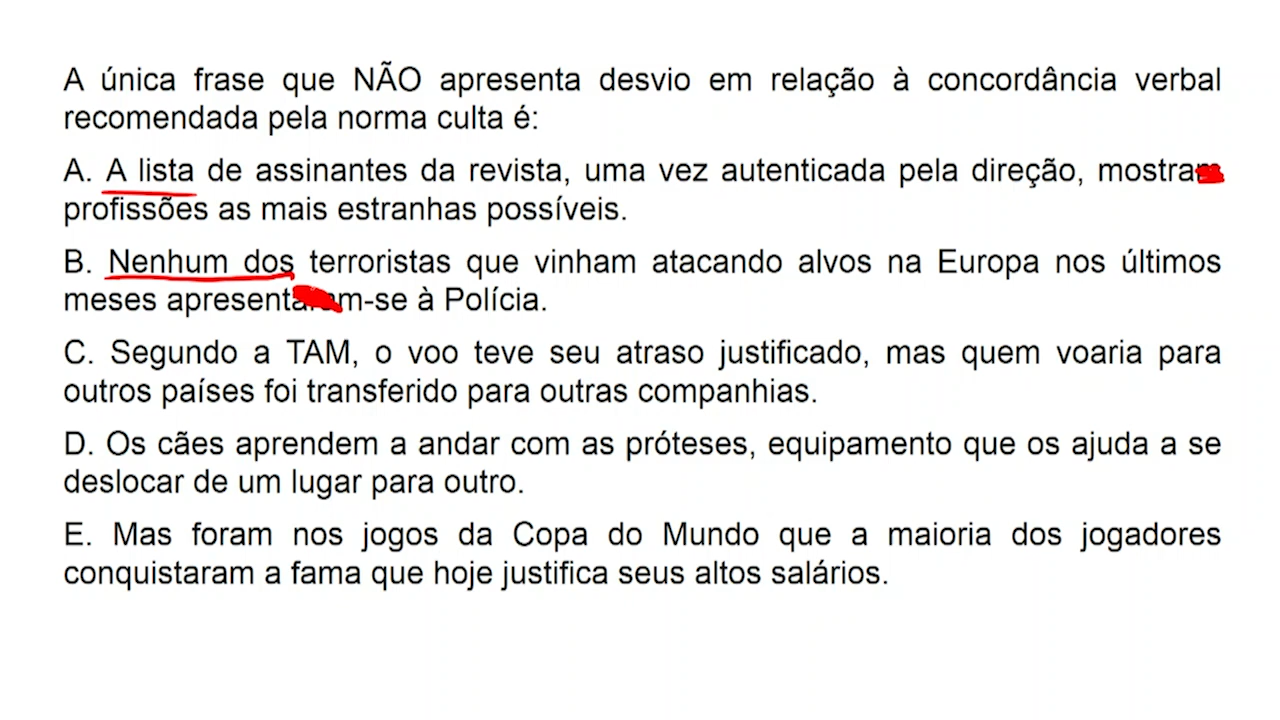 A única frase que NÃO apresenta desvio em relação à concordância verbal
recomendada pela norma culta é:
A. A lista de assinantes da revista, uma vez autenticada pela direção, mostram
profissões as mais estranhas possíveis.
B. Nenhum dos terroristas que vinham atacando alvos na Europa nos últimos
meses apresentaram-se à Polícia.
C. Segundo a TAM, o voo teve seu atraso justificado, mas quem voaria para
outros países foi transferido para outras companhias.
D. Os cães aprendem a andar com as próteses, equipamento que os ajuda a se
deslocar de um lugar para outro.
E. Mas foram nos jogos da Copa do Mundo que a maioria dos jogadores
conquistaram a fama que hoje justifica seus altos salários.